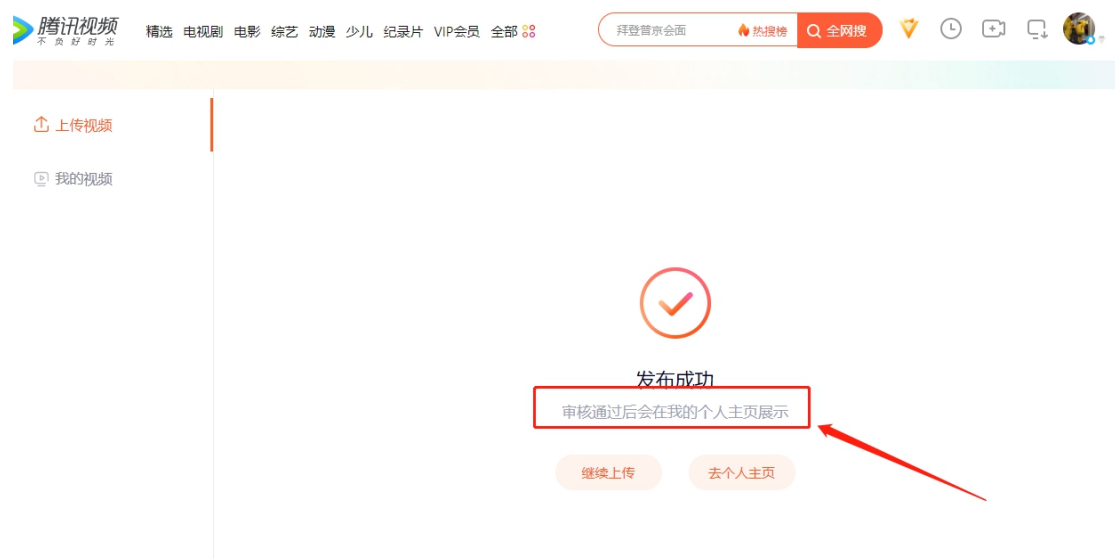 腾讯视频
不负好时光
精选 电视剧 电影 综艺 动漫 少儿 纪录片 VIP会员 全部
拜登普京会面 热搜榜 全网搜
上传视频
我的视频
发布成功
审核通过后会在我的个人主页展示
继续上传 去个人主页